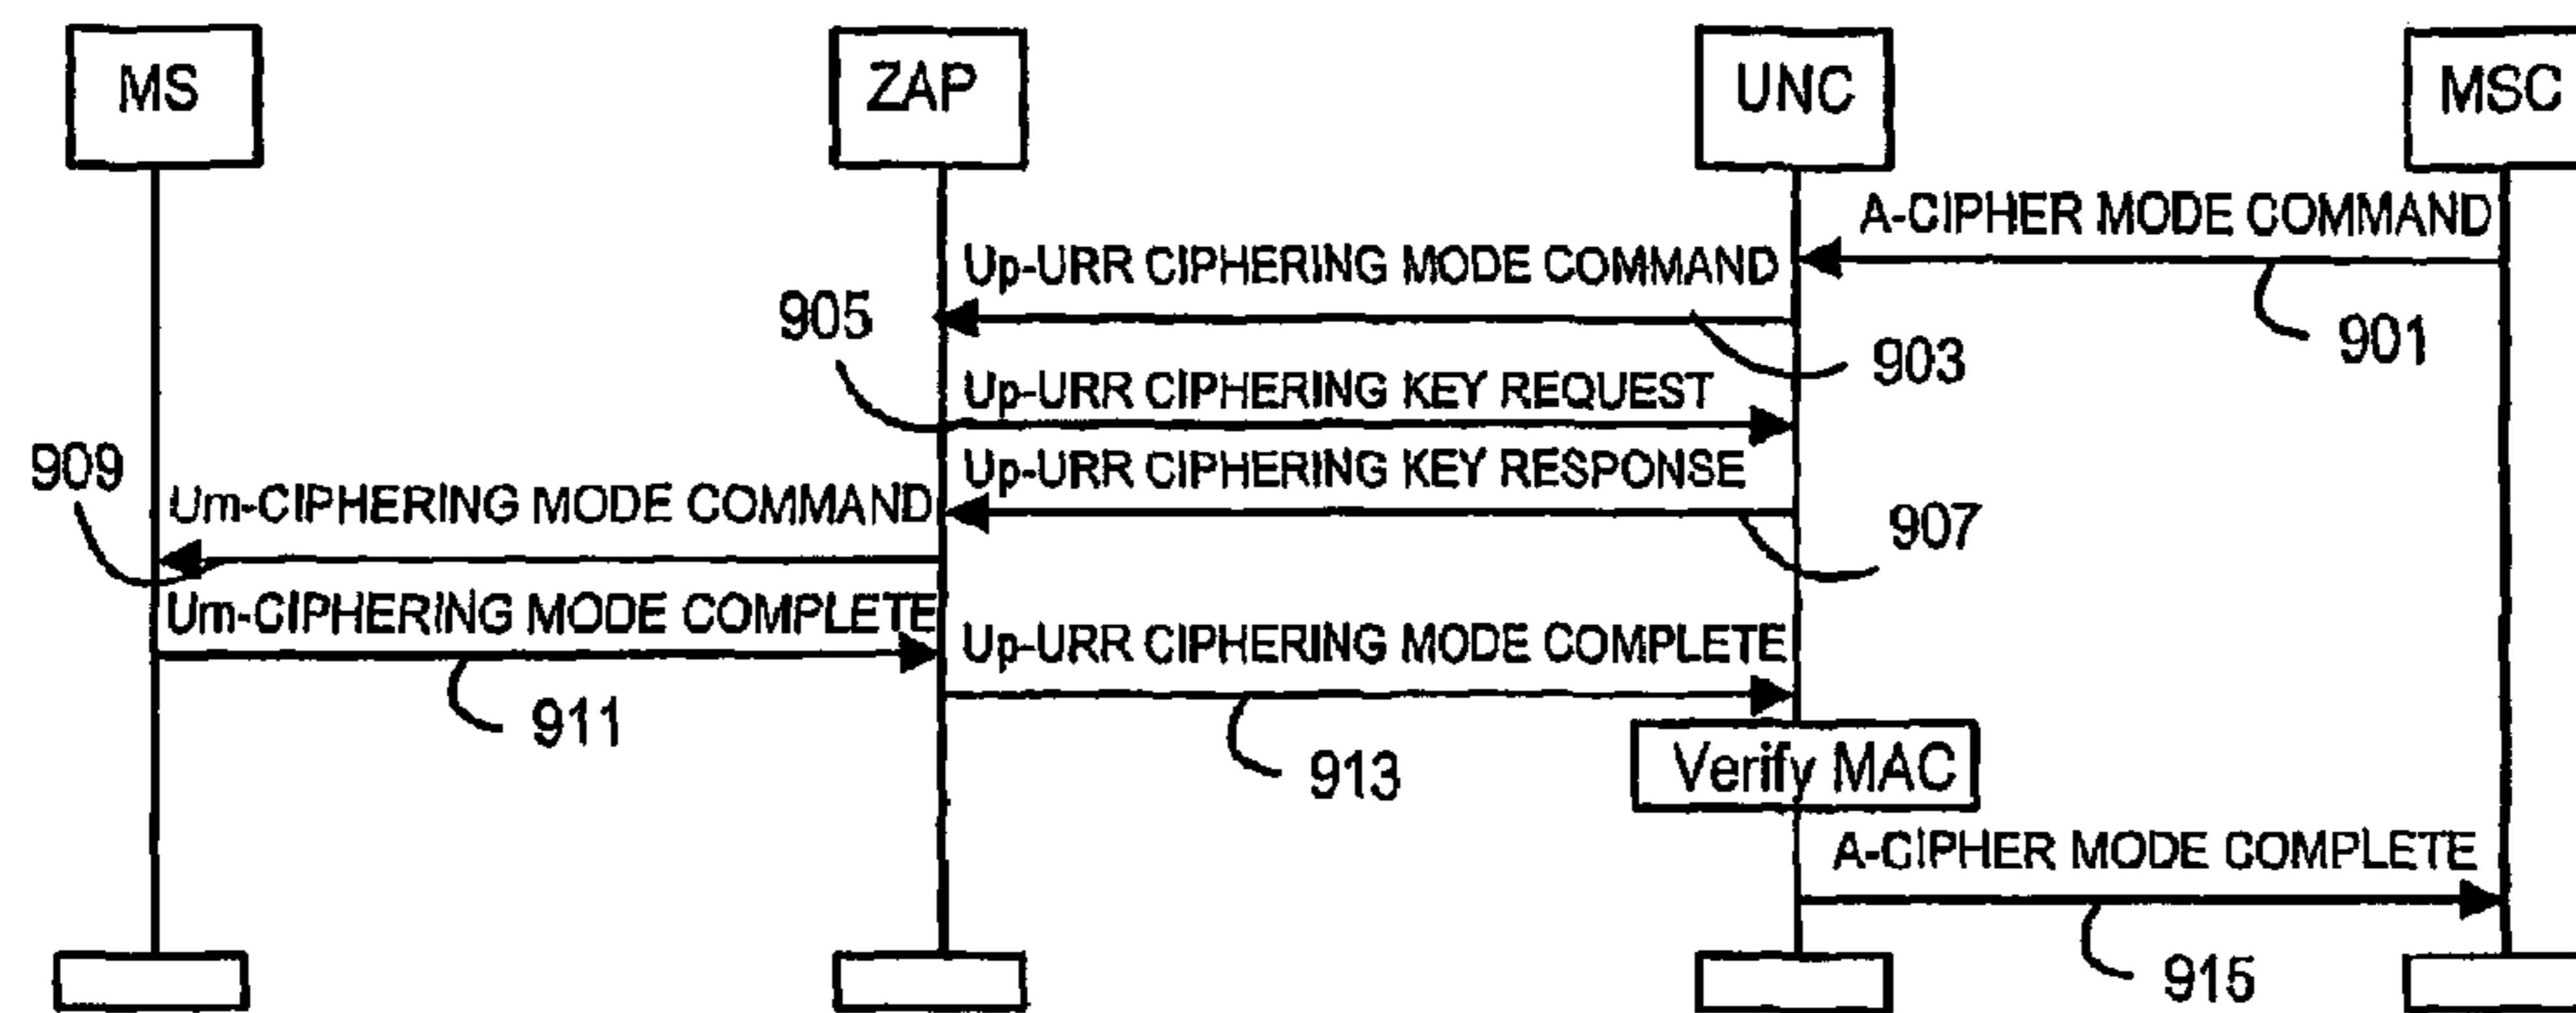 MS
ZAP
UNC
MSC
A-CIPHER MODE COMMAND
901
Up-URR CIPHERING MODE COMMAND
903
905
Up-URR CIPHERING KEY REQUEST
Up-URR CIPHERING KEY RESPONSE
907
909
Um-CIPHERING MODE COMMAND
Um-CIPHERING MODE COMPLETE
911
Up-URR CIPHERING MODE COMPLETE
913
Verify MAC
A-CIPHER MODE COMPLETE
915